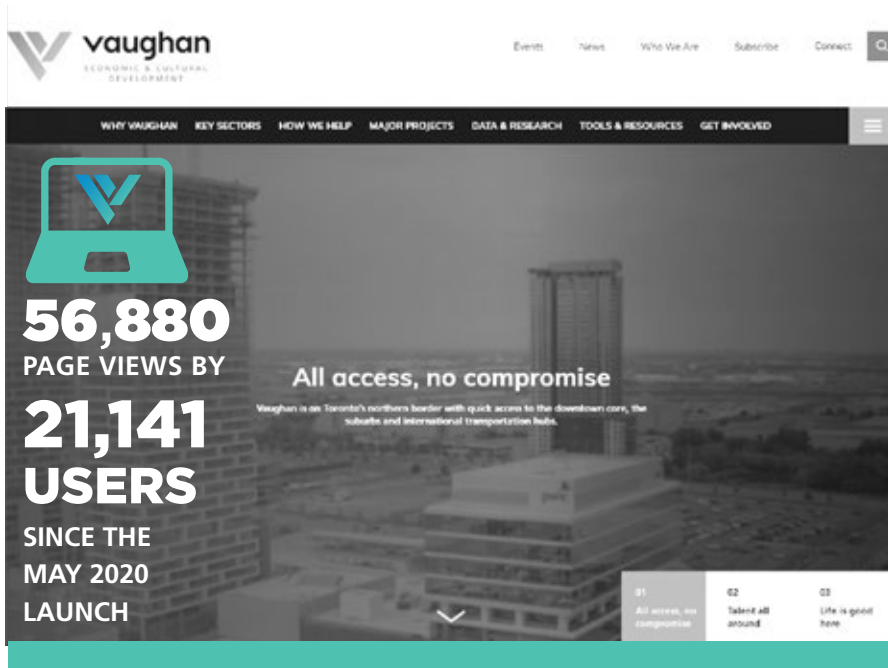 vaughan
ECONOMIC & CULTURAL
DEVELOPMENT
Events News Who We Are Subscribe Connect
WHY VAUGHAN KEY SECTORS HOW WE HELP MAJOR PROJECTS DATA & RESEARCH TOOLS & RESOURCES GET INVOLVED
56,880
PAGE VIEWS BY
21,141
USERS
SINCE THE
MAY 2020
LAUNCH
All access, no compromise
Vaughan is on Toronto's northern border with quick access to the downtown core, the
suburbs and international transportation hubs.
pwc
01 02 03
All access, no Talent all Life is good
compromise around here